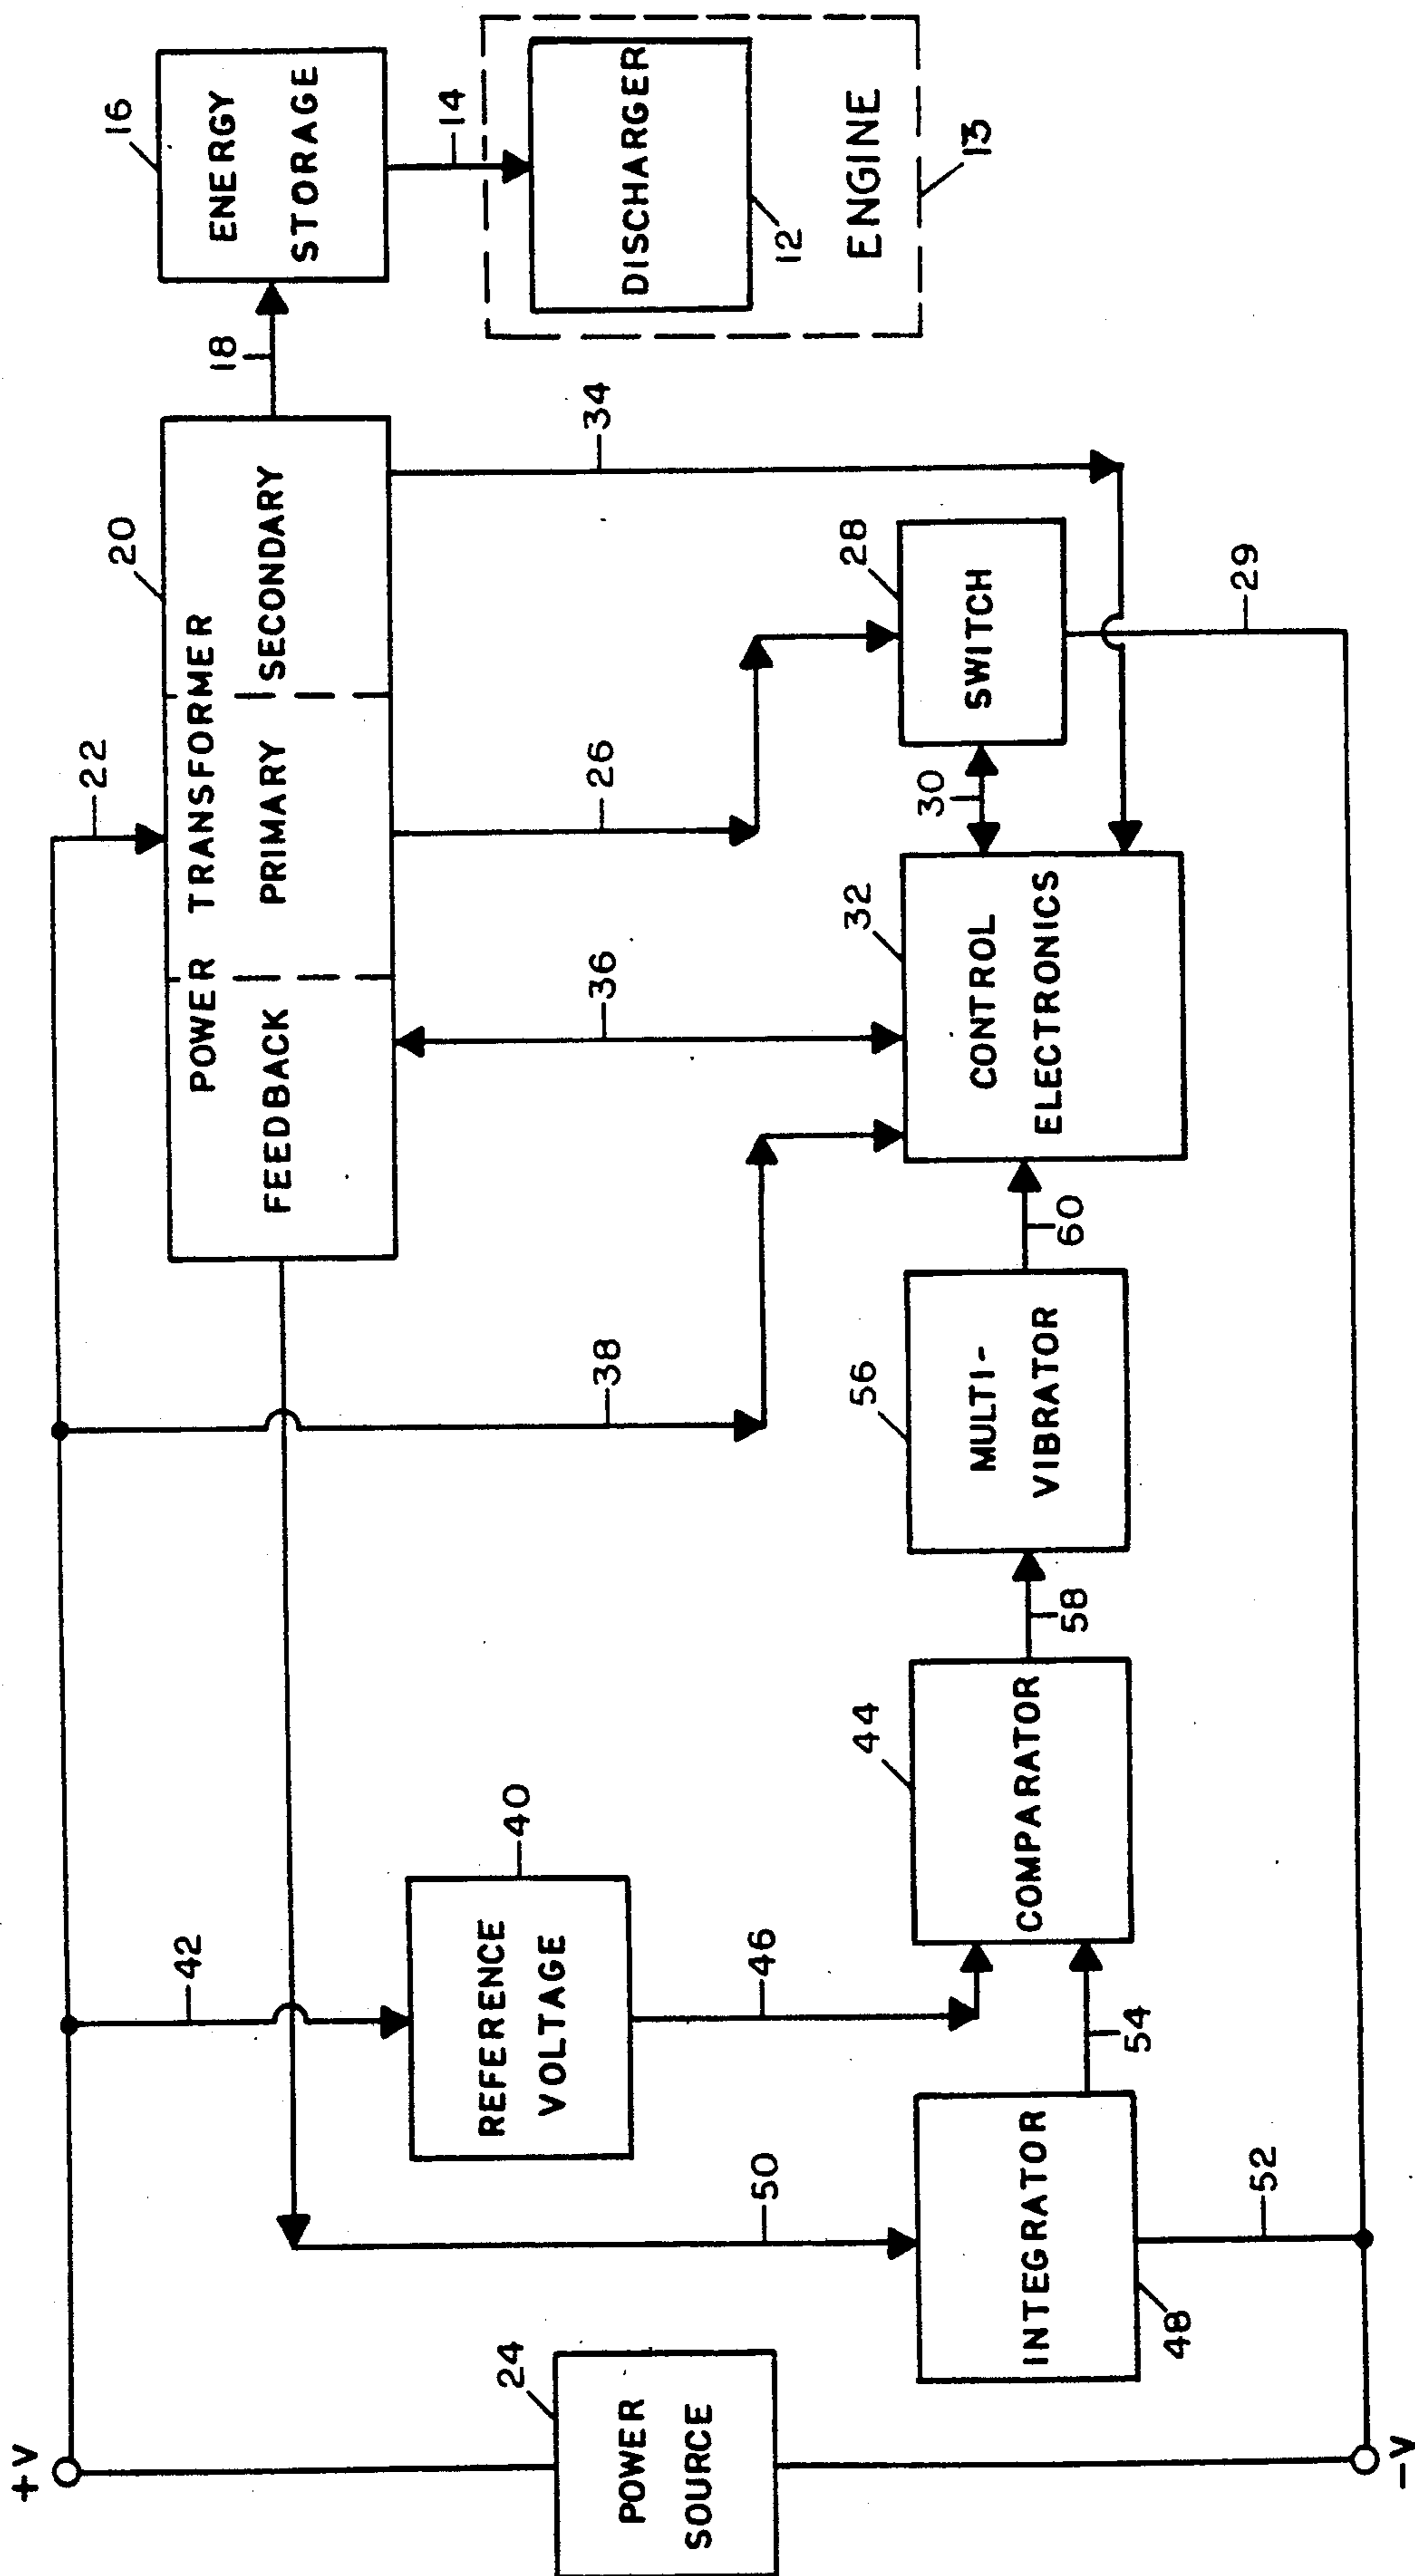 +V
22
20
POWER TRANSFORMER
FEEDBACK
PRIMARY
SECONDARY
18
16
ENERGY
STORAGE
14
DISCHARGER
12
ENGINE
13
42
40
REFERENCE
VOLTAGE
46
38
36
26
34
24
POWER
SOURCE
50
INTEGRATOR
48
52
54
44
COMPARATOR
58
56
MULTI-
VIBRATOR
60
32
CONTROL
ELECTRONICS
30
28
SWITCH
29
-V